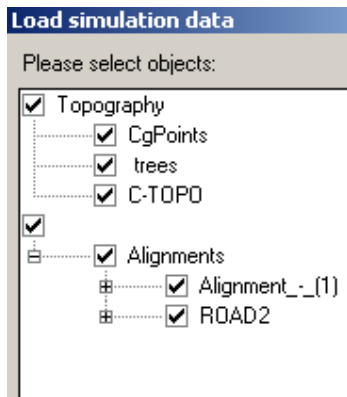 Load simulation data
Please select objects:
Topography
CgPoints
trees
C-TOPO
Alignments
Alignment_-_(1)
ROAD2